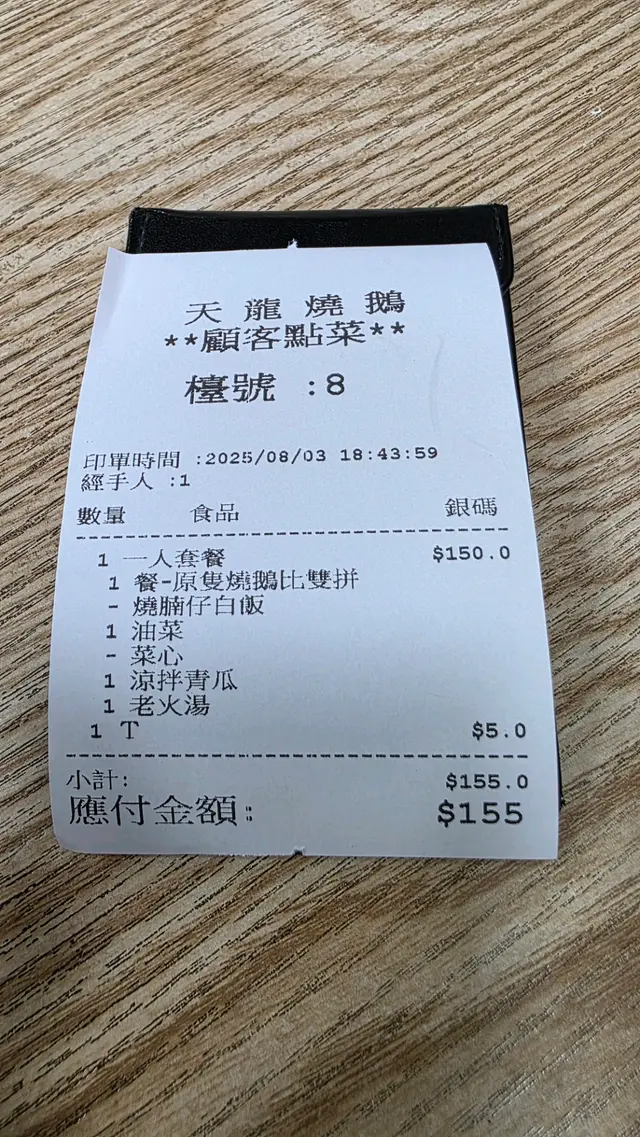 天龍燒鵝
**顧客點菜**
檯號 :8
印單時間 :2025/08/03 18:43:59
經手人 :1
數量 食品 銀碼
1 一人套餐 $150.0
1 餐-原隻燒鵝比雙拼
- 燒腩仔白飯
1 油菜
- 菜心
1 涼拌青瓜
1 老火湯
1 T $5.0
小計: $155.0
應付金額: $155